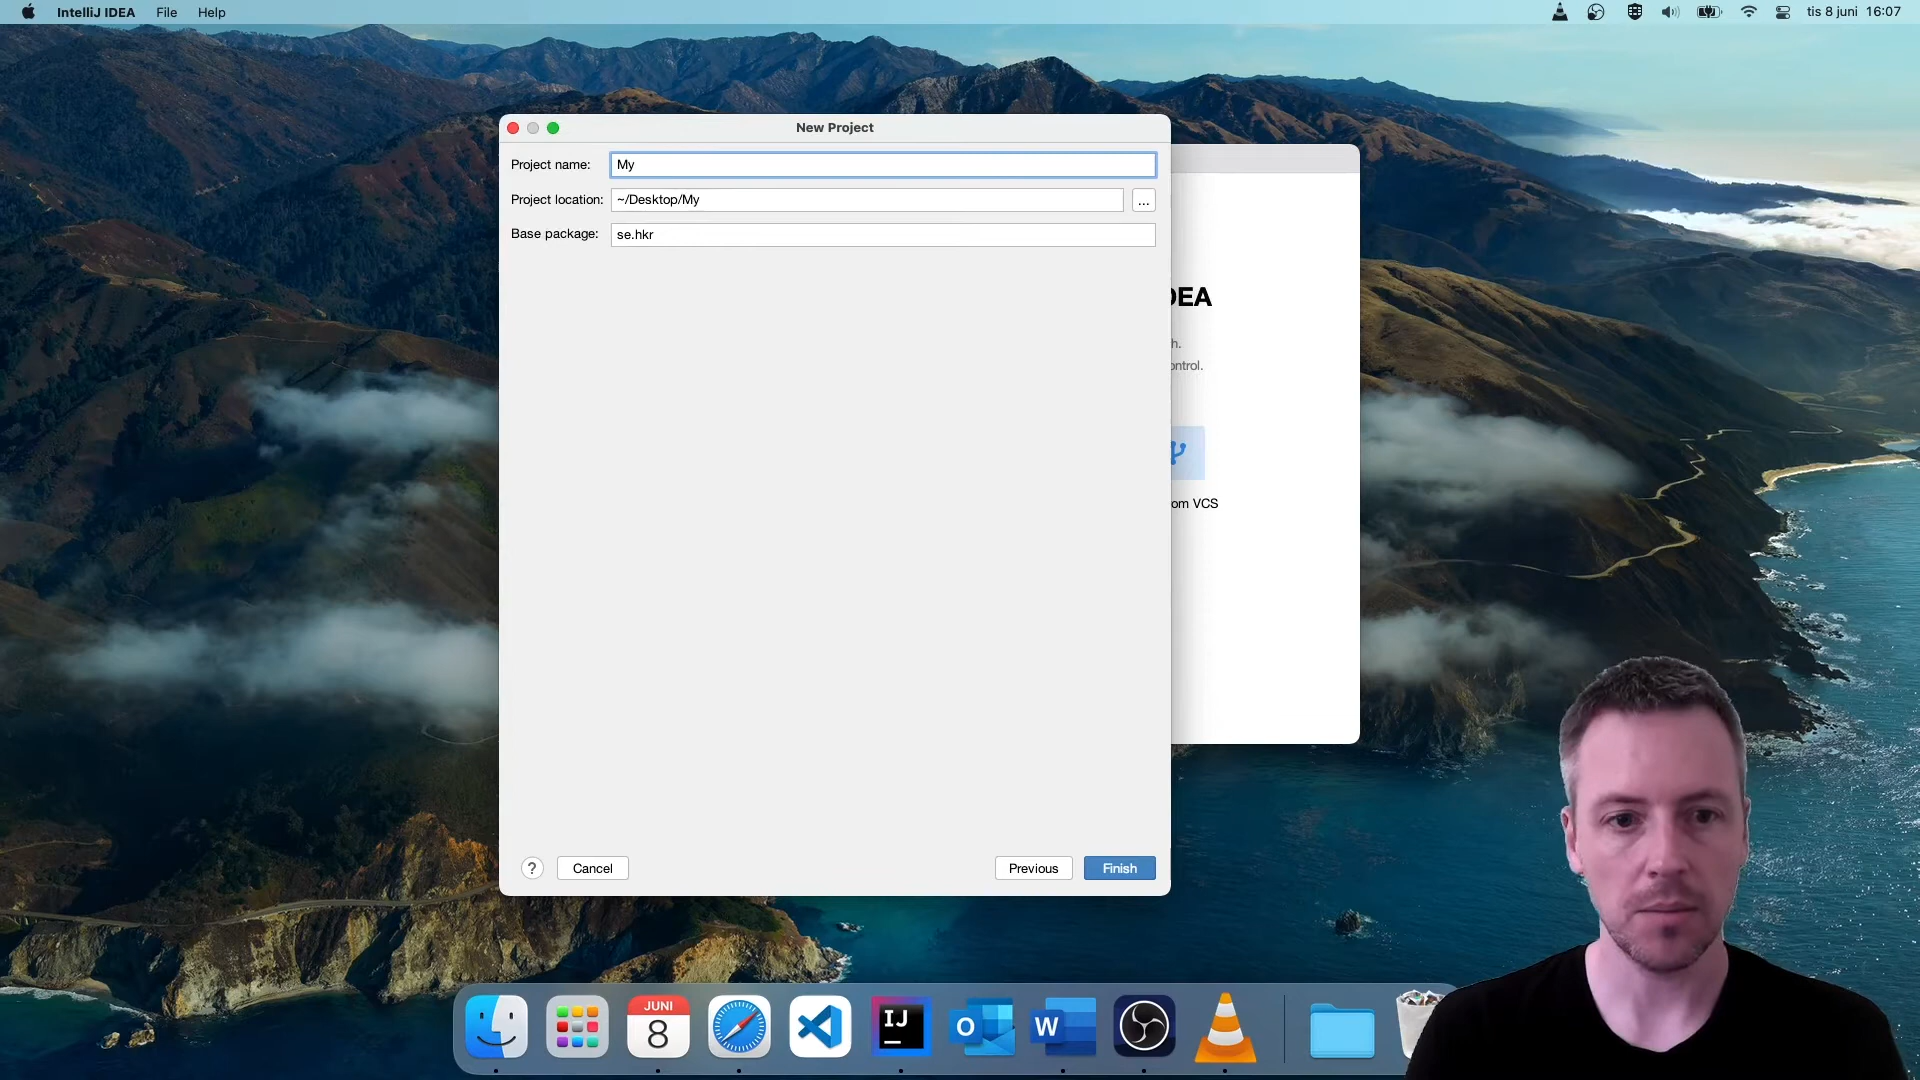 IntelliJ IDEA File Help tis 8 juni 16:07
New Project
Project name: My
Project location: ~/Desktop/My ...
Base package: se.hkr
DEA
h.
ontrol.
om VCS
? Cancel Previous Finish
JUNI
8
IJ
O
W